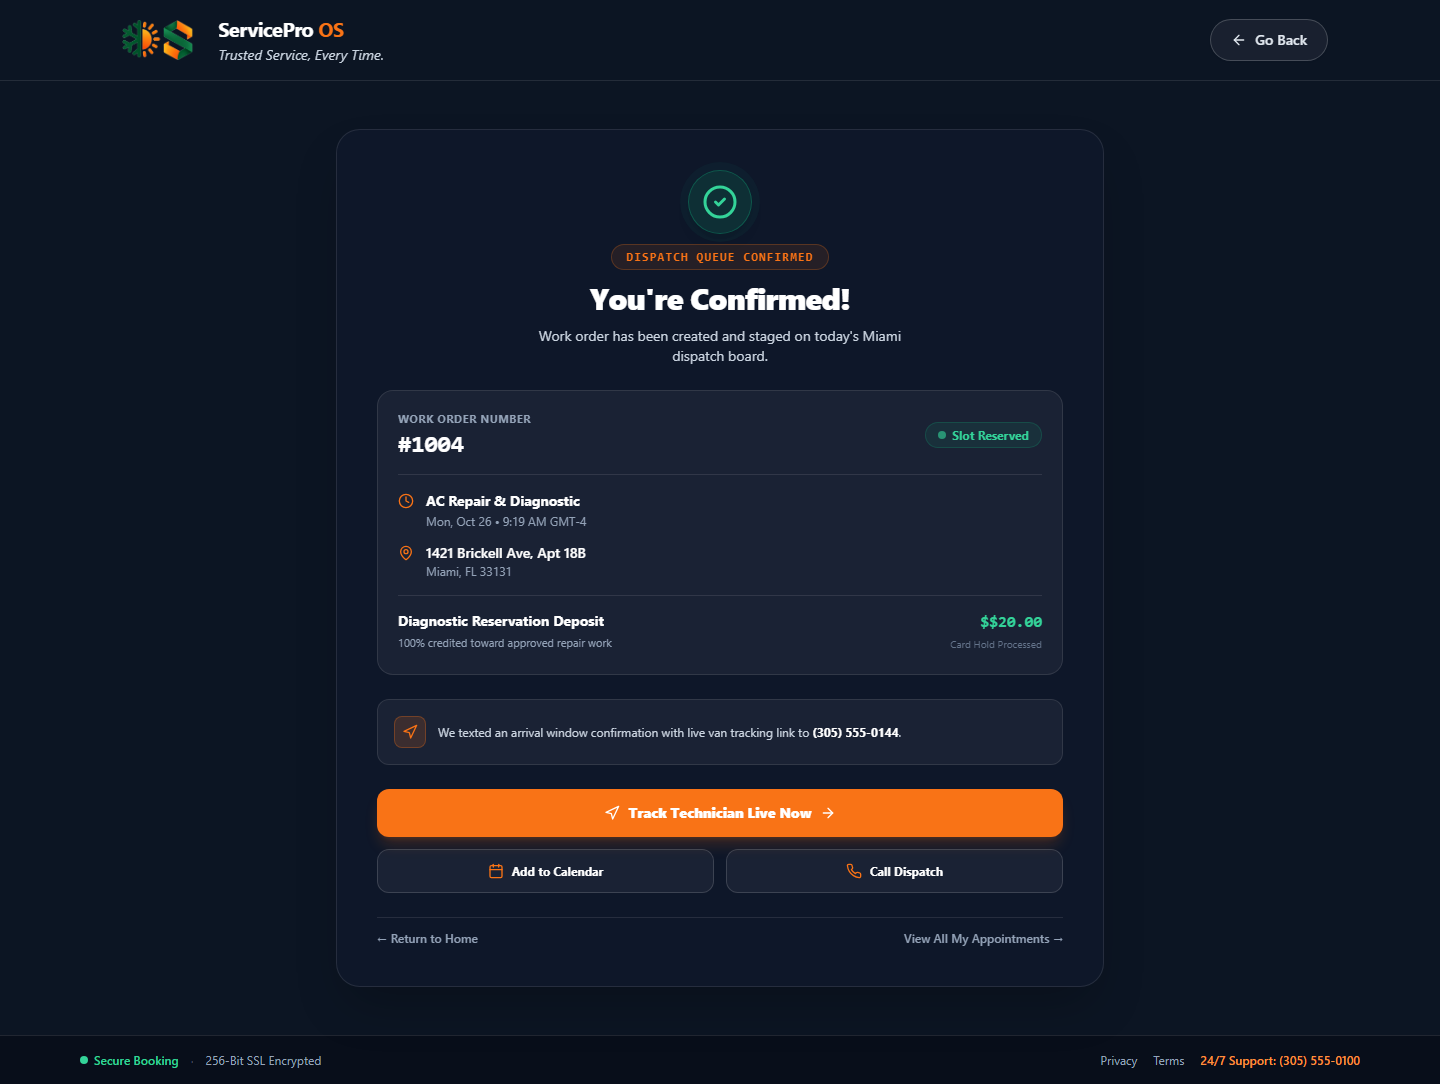 ServicePro OS
Trusted Service, Every Time.
Go Back
DISPATCH QUEUE CONFIRMED
You're Confirmed!
Work order has been created and staged on today's Miami
dispatch board.
WORK ORDER NUMBER
#1004
Slot Reserved
AC Repair & Diagnostic
Mon, Oct 26 • 9:19 AM GMT-4
1421 Brickell Ave, Apt 18B
Miami, FL 33131
Diagnostic Reservation Deposit
$$20.00
100% credited toward approved repair work
Card Hold Processed
We texted an arrival window confirmation with live van tracking link to (305) 555-0144.
Track Technician Live Now →
Add to Calendar
Call Dispatch
← Return to Home
View All My Appointments →
Secure Booking · 256-Bit SSL Encrypted
Privacy Terms 24/7 Support: (305) 555-0100